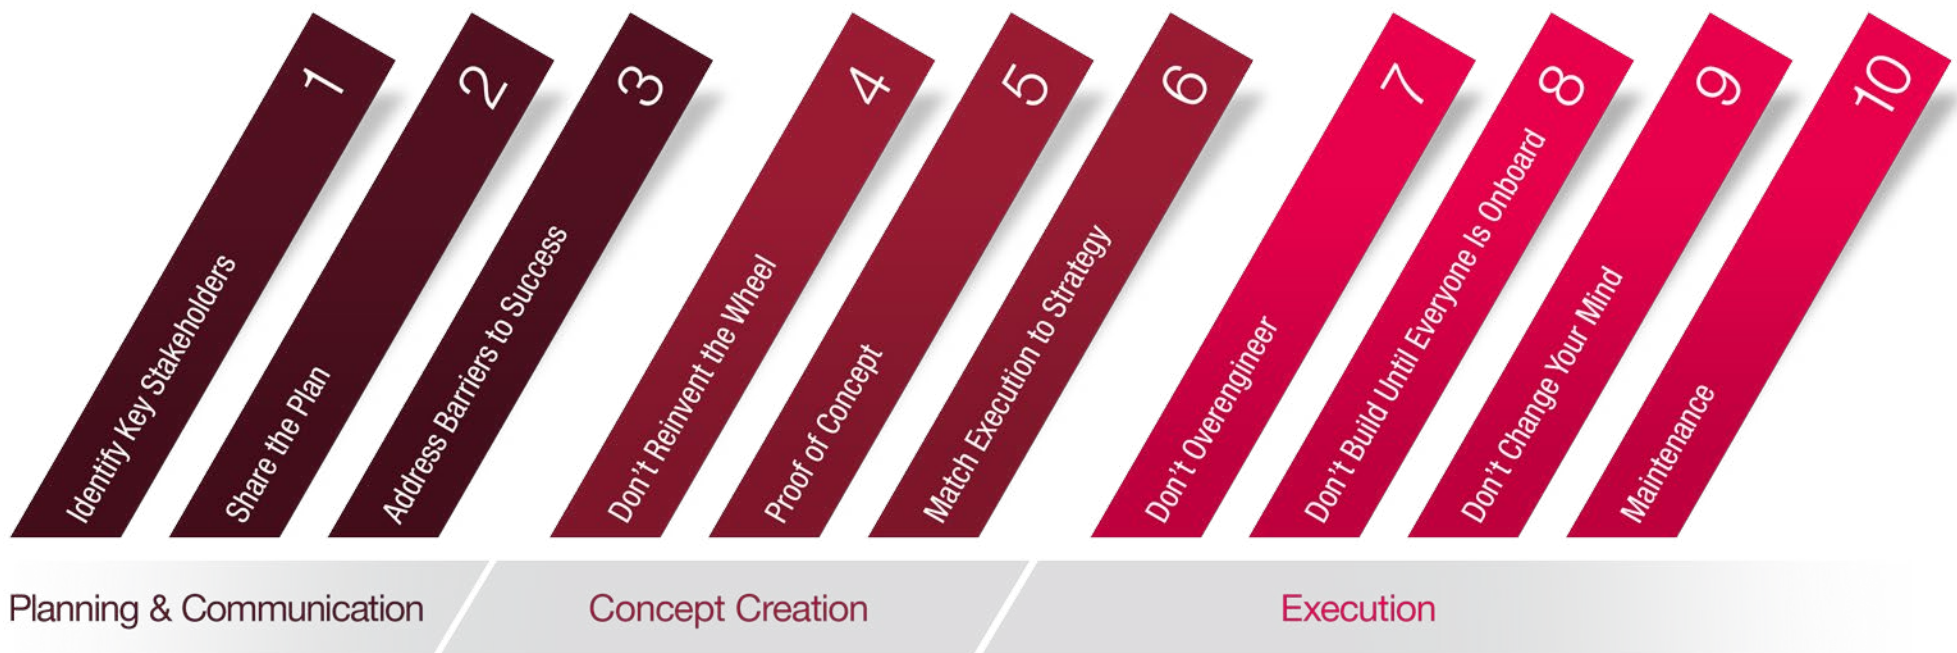 1
Identify Key Stakeholders
2
Share the Plan
3
Address Barriers to Success
4
Don't Reinvent the Wheel
5
Proof of Concept
6
Match Execution to Strategy
7
Don't Overengineer
8
Don't Build Until Everyone Is Onboard
9
Don't Change Your Mind
10
Maintenance
Planning & Communication
Concept Creation
Execution